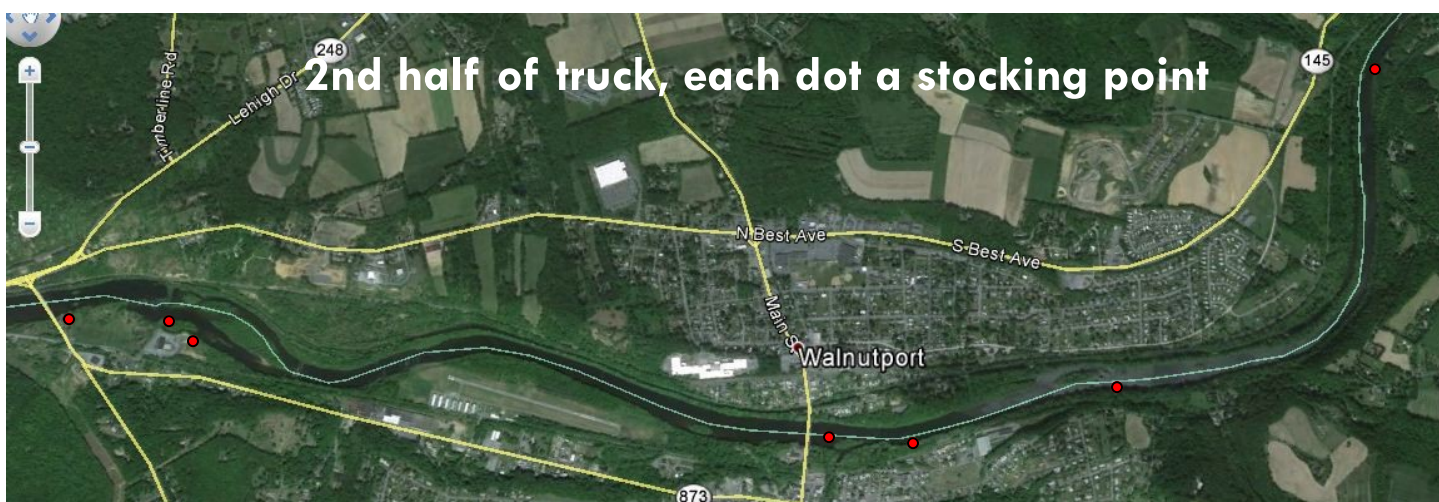 248
2nd half of truck, each dot a stocking point
145
Timberline Rd
Lehigh Dr
N Best Ave
S Best Ave
Main St
Walnutport
873